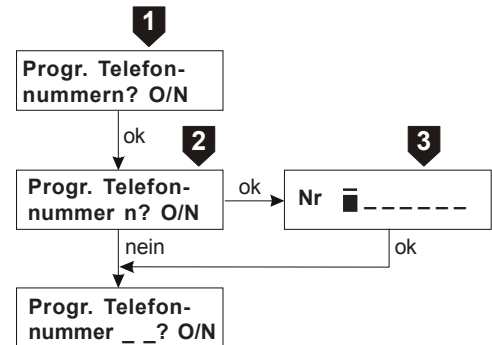 1
Progr. Telefon-
nummern? O/N
ok
2
3
Progr. Telefon-
nummer n? O/N
ok
Nr _ _ _ _ _ _
nein
ok
Progr. Telefon-
nummer _ _? O/N